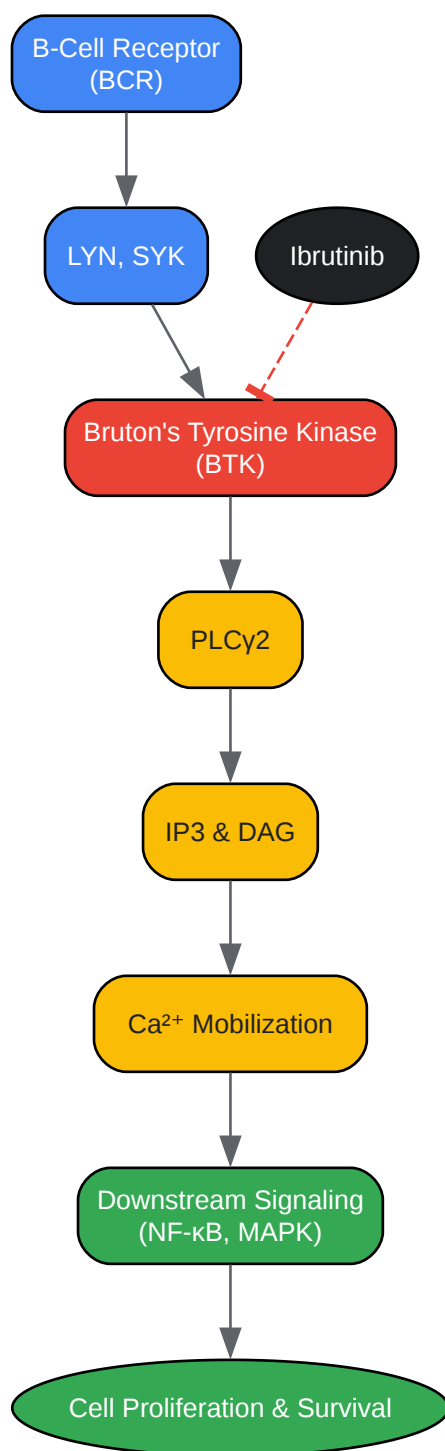 B-Cell Receptor
(BCR)
LYN, SYK
Ibrutinib
Bruton's Tyrosine Kinase
(BTK)
PLCγ2
IP3 & DAG
Ca²⁺ Mobilization
Downstream Signaling
(NF-κB, MAPK)
Cell Proliferation & Survival